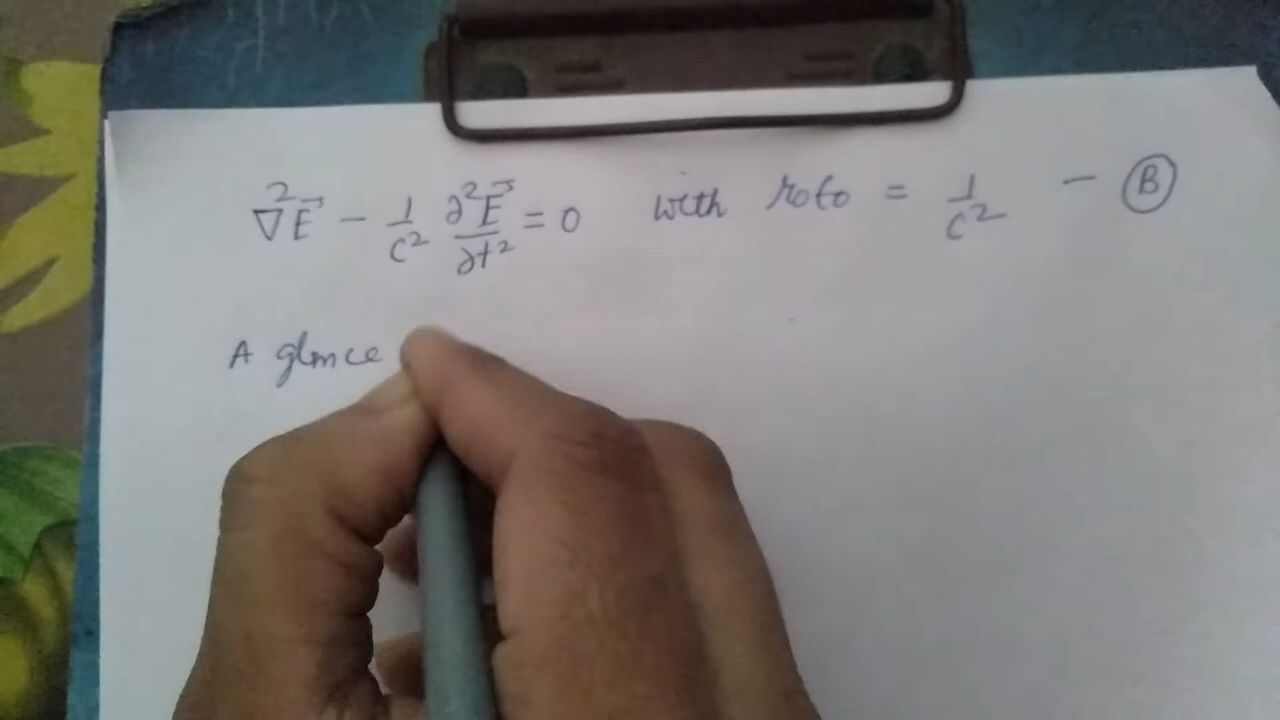 ∇²E⃗ − 1/c² ∂²E⃗/∂t² = 0 with μ₀ε₀ = 1/c² − Ⓑ
A glance